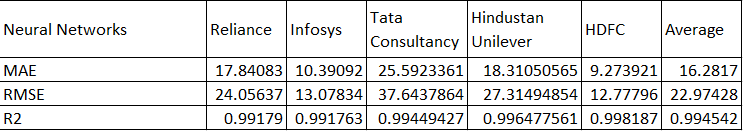 Neural Networks Reliance Infosys Tata Consultancy Hindustan Unilever HDFC Average
MAE 17.84083 10.39092 25.5923361 18.31050565 9.273921 16.2817
RMSE 24.05637 13.07834 37.6437864 27.31494854 12.77796 22.97428
R2 0.99179 0.991763 0.99449427 0.996477561 0.998187 0.994542